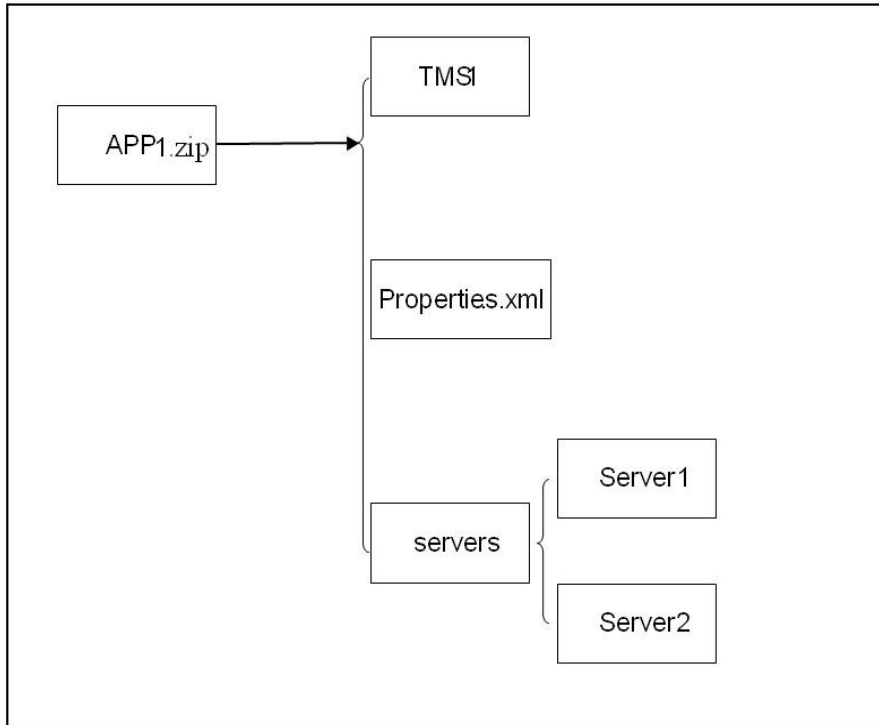 TMS1
APP1.zip
Properties.xml
Server1
servers
Server2